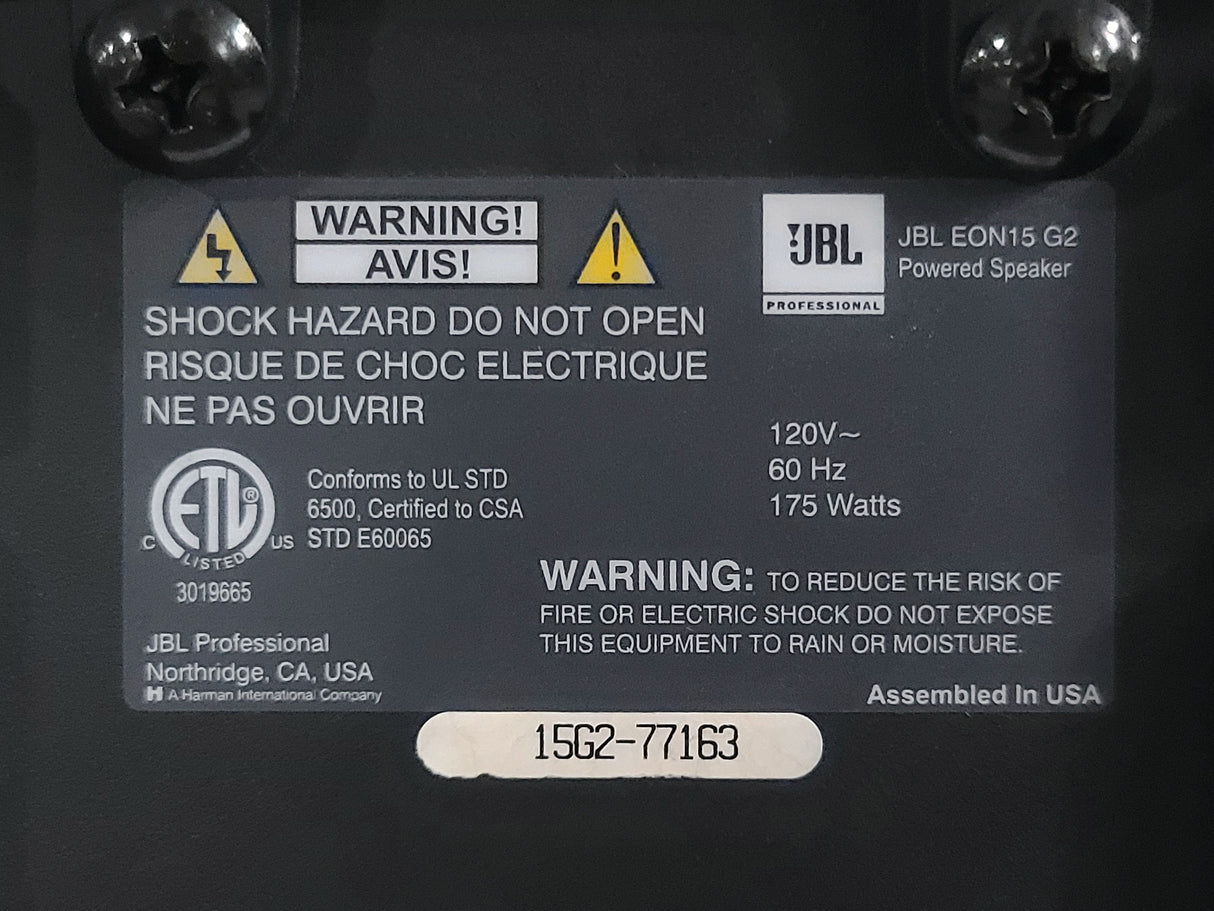 WARNING!
AVIS!
SHOCK HAZARD DO NOT OPEN
RISQUE DE CHOC ELECTRIQUE
NE PAS OUVRIR
JBL
PROFESSIONAL
JBL EON15 G2
Powered Speaker
120V~
60 Hz
175 Watts
ETL®
LISTED
C US
3019665
Conforms to UL STD
6500, Certified to CSA
STD E60065
WARNING: TO REDUCE THE RISK OF
FIRE OR ELECTRIC SHOCK DO NOT EXPOSE
THIS EQUIPMENT TO RAIN OR MOISTURE.
JBL Professional
Northridge, CA, USA
H A Harman International Company
Assembled In USA
15G2-77163